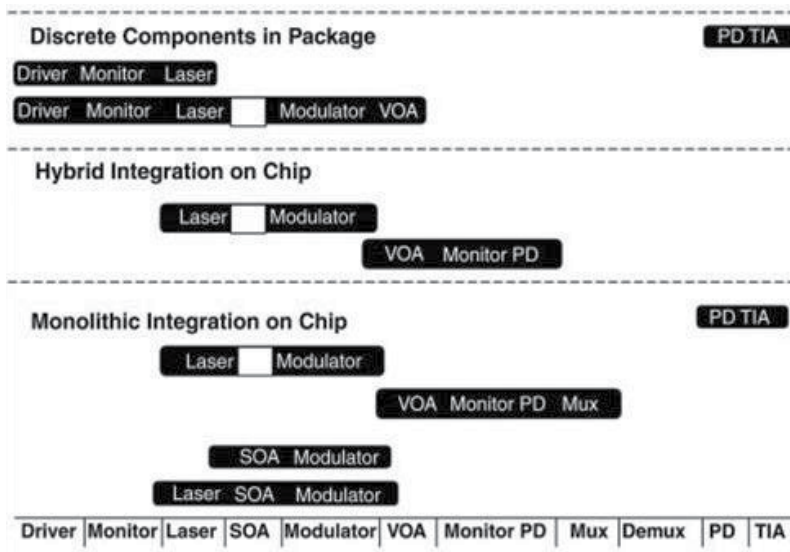 Discrete Components in Package
PD TIA
Driver Monitor Laser
Driver Monitor Laser Modulator VOA
Hybrid Integration on Chip
Laser Modulator
VOA Monitor PD
Monolithic Integration on Chip
PD TIA
Laser Modulator
VOA Monitor PD Mux
SOA Modulator
Laser SOA Modulator
Driver Monitor Laser SOA Modulator VOA Monitor PD Mux Demux PD TIA